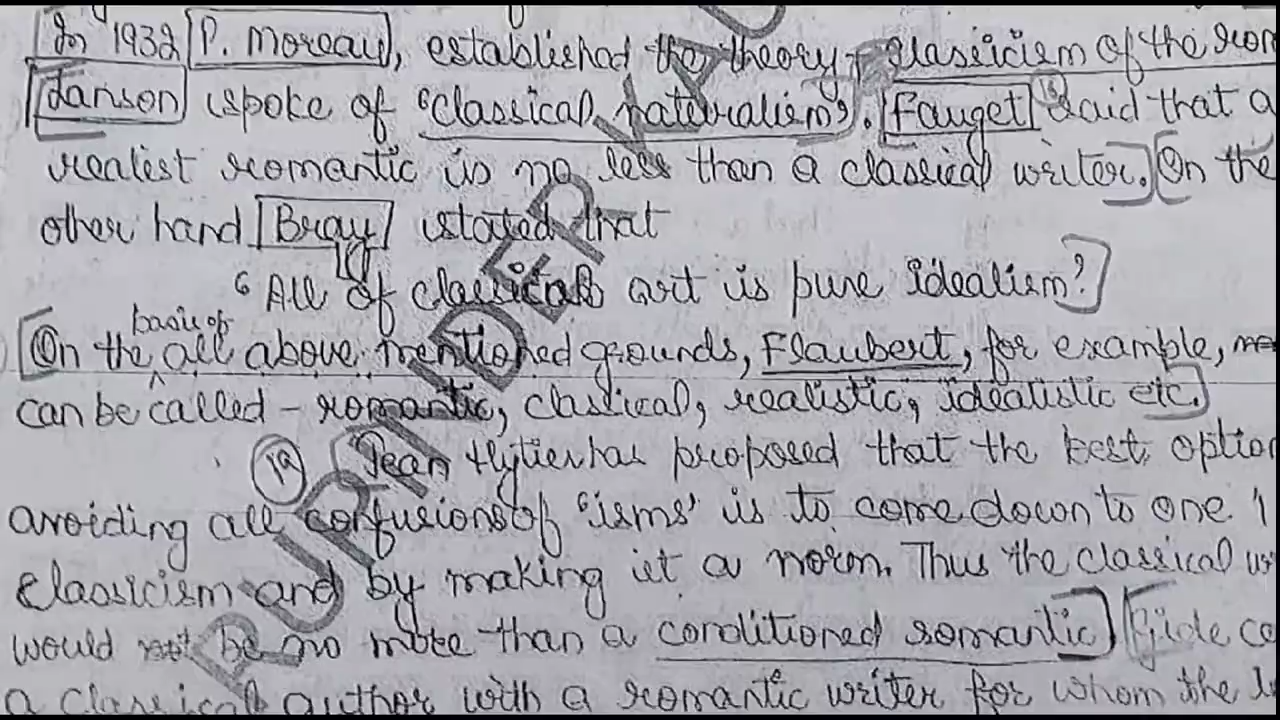 In 1932 P. Moreau, established the theory - classicism of the
Lanson spoke of 'classical naturalism'. Fauget said that a
realist romantic is no less than a classical writer. On the
other hand Bray stated that
'All of classical art is pure idealism'
basis of
On the all above mentioned grounds, Flaubert, for example,
can be called - romantic, classical, realistic, idealistic etc.
19 Jean Hytier has proposed that the best option
avoiding all confusions of 'isms' is to come down to one
classicism and by making it a norm. Thus the classical
would not be no more than a conditioned romantic Gide
a classical author with a romantic writer for whom the